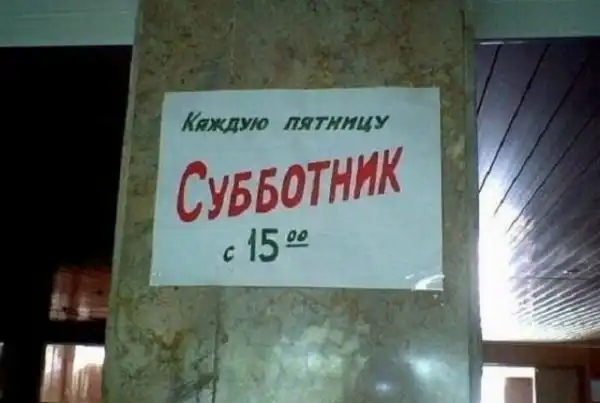 Каждую пятницу
Субботник
с 15⁰⁰